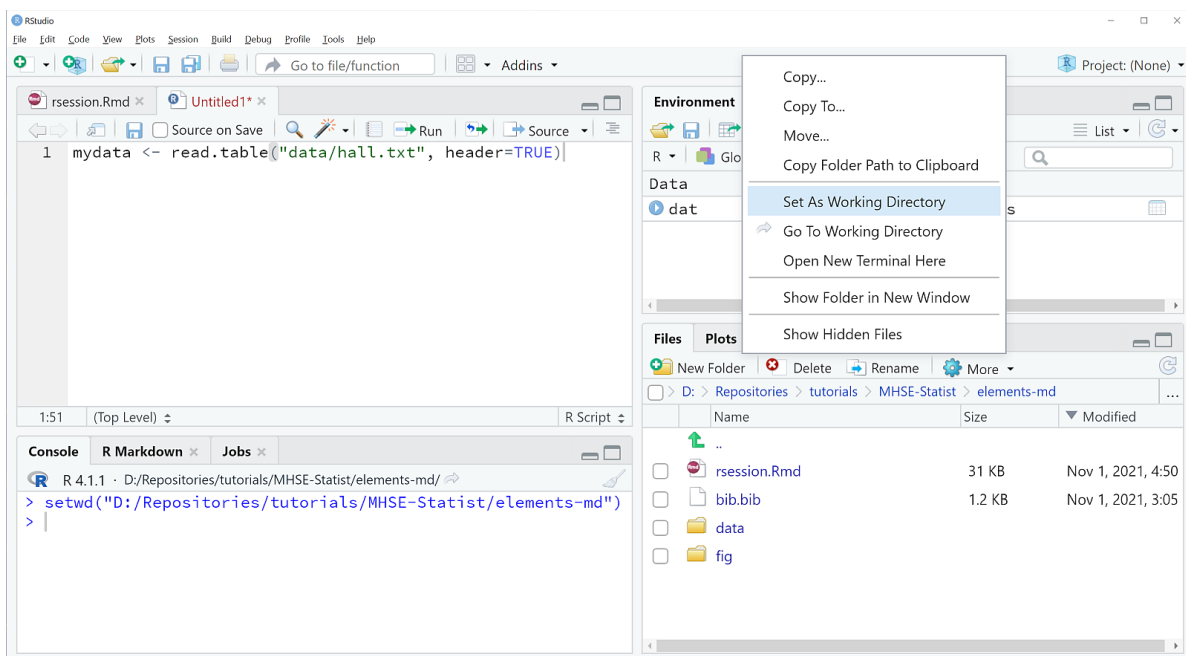 RStudio
File Edit Code View Plots Session Build Debug Profile Tools Help
Go to file/function
Addins
Project: (None)
rsession.Rmd
Untitled1*
Source on Save
Run
Source
1 mydata <- read.table("data/hall.txt", header=TRUE)
1:51 (Top Level) R Script
Console R Markdown Jobs
R 4.1.1 · D:/Repositories/tutorials/MHSE-Statist/elements-md/
> setwd("D:/Repositories/tutorials/MHSE-Statist/elements-md")
>
Environment
List
R Glo
Data
dat s
Copy...
Copy To...
Move...
Copy Folder Path to Clipboard
Set As Working Directory
Go To Working Directory
Open New Terminal Here
Show Folder in New Window
Show Hidden Files
Files Plots
New Folder Delete Rename More
D: > Repositories > tutorials > MHSE-Statist > elements-md ...
Name Size Modified
..
rsession.Rmd 31 KB Nov 1, 2021, 4:50
bib.bib 1.2 KB Nov 1, 2021, 3:05
data
fig